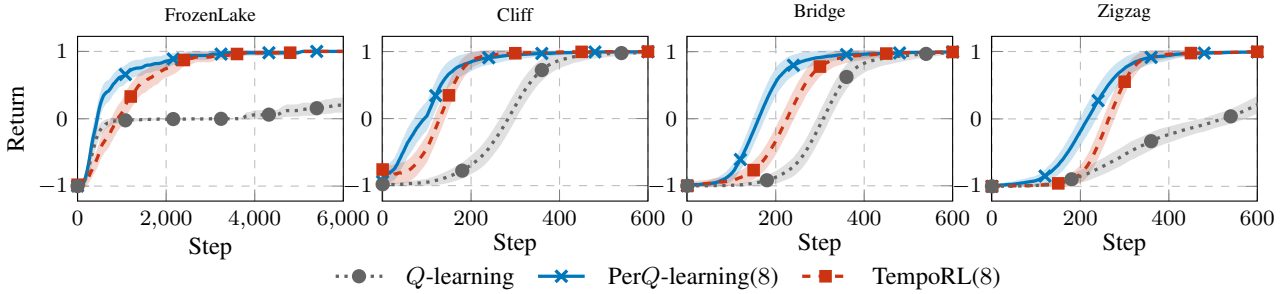 FrozenLake Cliff Bridge Zigzag
Return
1 1 1 1
0 0 0 0
−1 −1 −1 −1
0 2,000 4,000 6,000 0 200 400 600 0 200 400 600 0 200 400 600
Step Step Step Step
Q-learning PerQ-learning(8) TempoRL(8)